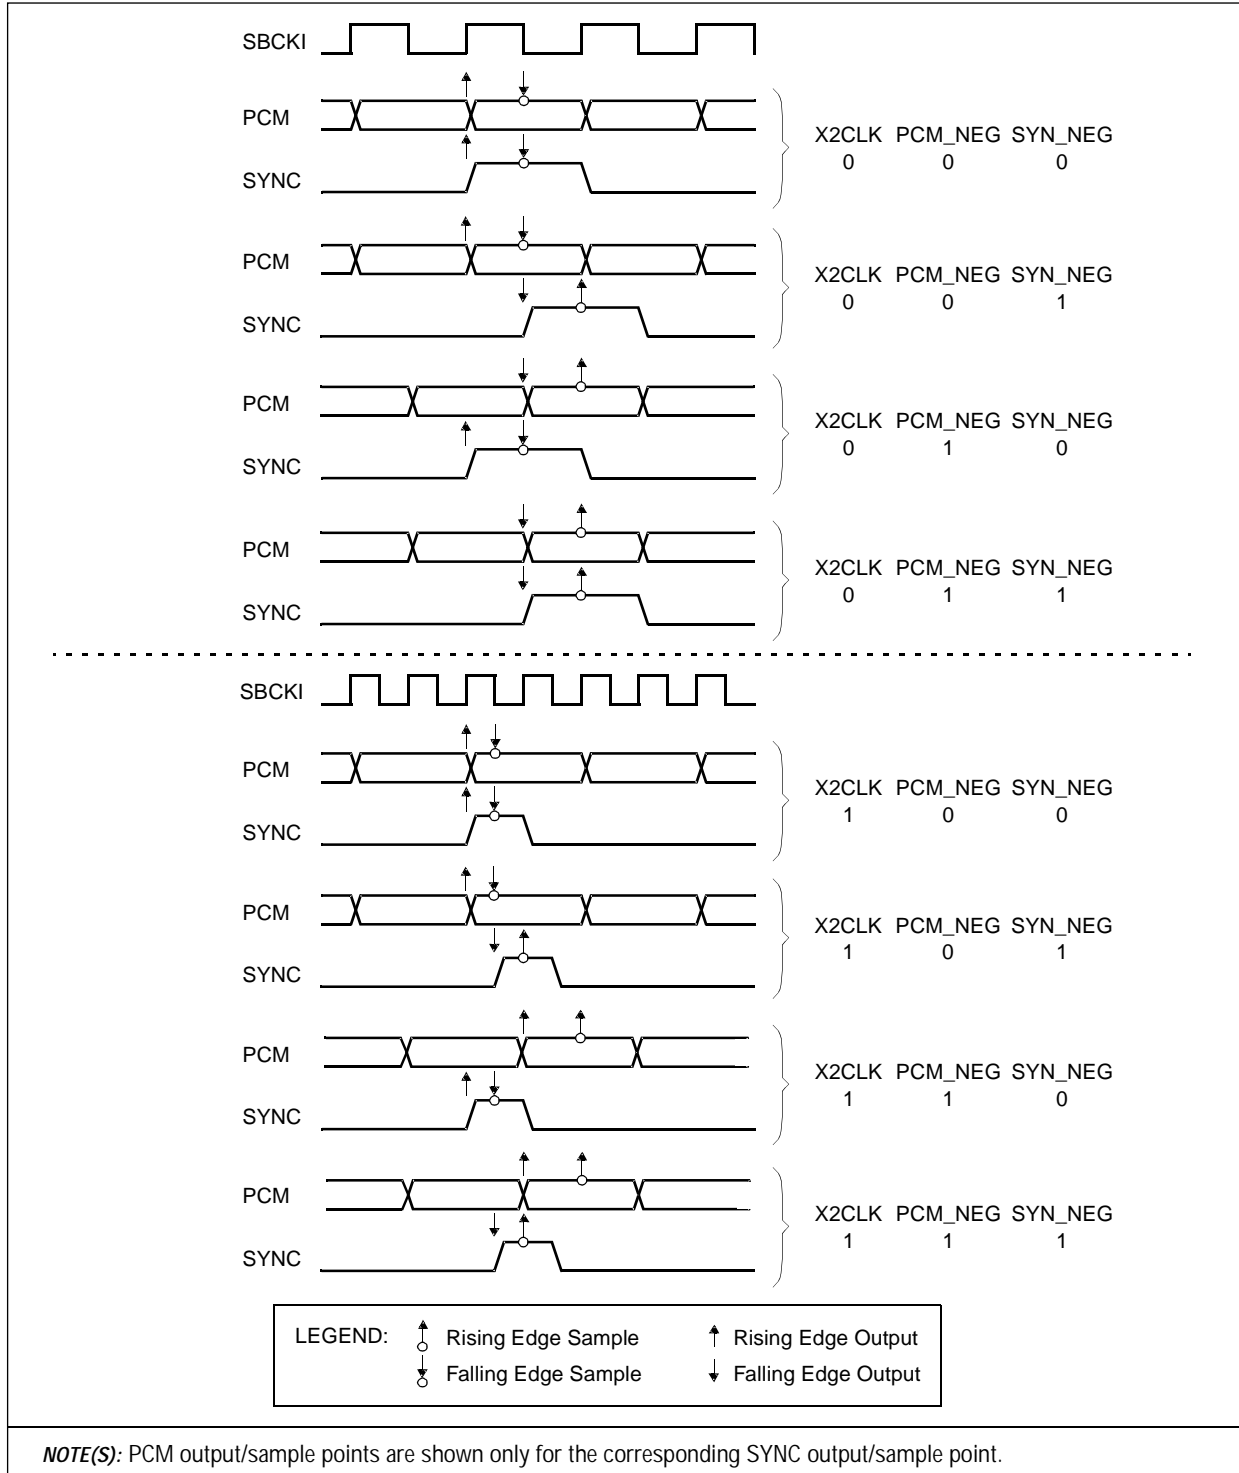 SBCKI
PCM
X2CLK PCM_NEG SYN_NEG
0 0 0
SYNC
PCM
X2CLK PCM_NEG SYN_NEG
0 0 1
SYNC
PCM
X2CLK PCM_NEG SYN_NEG
0 1 0
SYNC
PCM
X2CLK PCM_NEG SYN_NEG
0 1 1
SYNC
SBCKI
PCM
X2CLK PCM_NEG SYN_NEG
1 0 0
SYNC
PCM
X2CLK PCM_NEG SYN_NEG
1 0 1
SYNC
PCM
X2CLK PCM_NEG SYN_NEG
1 1 0
SYNC
PCM
X2CLK PCM_NEG SYN_NEG
1 1 1
SYNC
LEGEND: Rising Edge Sample Rising Edge Output
Falling Edge Sample Falling Edge Output
NOTE(S): PCM output/sample points are shown only for the corresponding SYNC output/sample point.